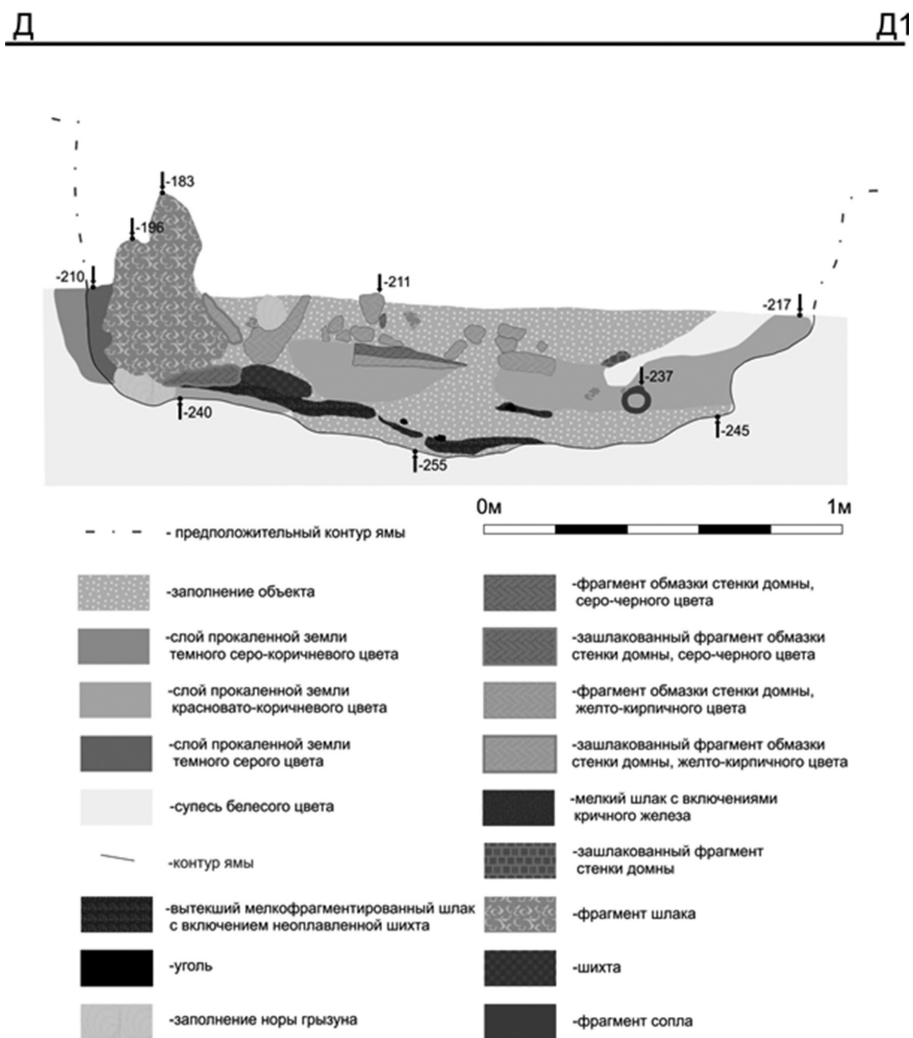 Д Д1
-183
-196
-210
-211
-217
-237
-240
-245
-255
0м 1м
- предположительный контур ямы
-заполнение объекта
-слой прокаленной земли
темного серо-коричневого цвета
-слой прокаленной земли
красновато-коричневого цвета
-слой прокаленной земли
темного серого цвета
-супесь белесого цвета
-контур ямы
-вытекший мелкофрагментированный шлак
с включением неоплавленной шихта
-уголь
-заполнение норы грызуна
-фрагмент обмазки стенки домны,
серо-черного цвета
-зашлакованный фрагмент обмазки
стенки домны, серо-черного цвета
-фрагмент обмазки стенки домны,
желто-кирпичного цвета
-зашлакованный фрагмент обмазки
стенки домны, желто-кирпичного цвета
-мелкий шлак с включениями
кричного железа
-зашлакованный фрагмент
стенки домны
-фрагмент шлака
-шихта
-фрагмент сопла